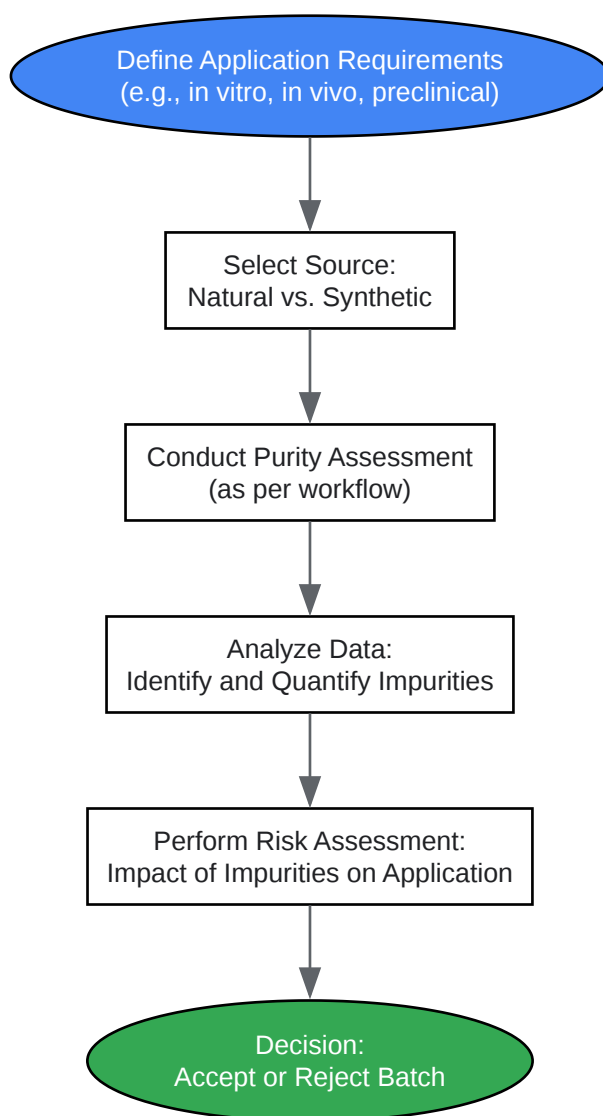 Define Application Requirements
(e.g., in vitro, in vivo, preclinical)
Select Source:
Natural vs. Synthetic
Conduct Purity Assessment
(as per workflow)
Analyze Data:
Identify and Quantify Impurities
Perform Risk Assessment:
Impact of Impurities on Application
Decision:
Accept or Reject Batch